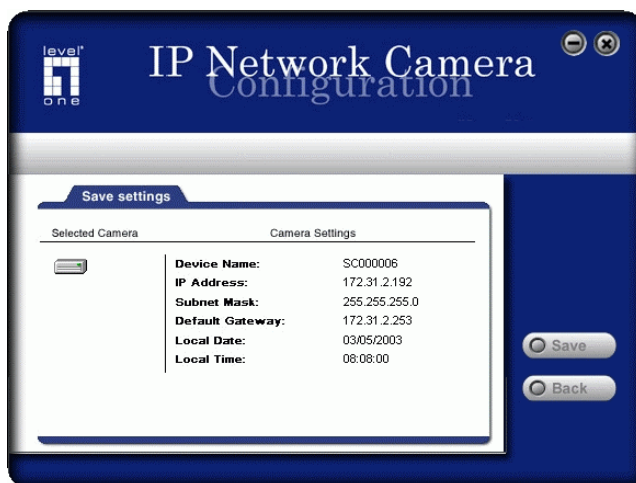 level
one
IP Network Camera
Configuration
Save settings
Selected Camera Camera Settings
Device Name: SC000006
IP Address: 172.31.2.192
Subnet Mask: 255.255.255.0
Default Gateway: 172.31.2.253
Local Date: 03/05/2003
Local Time: 08:08:00
Save
Back